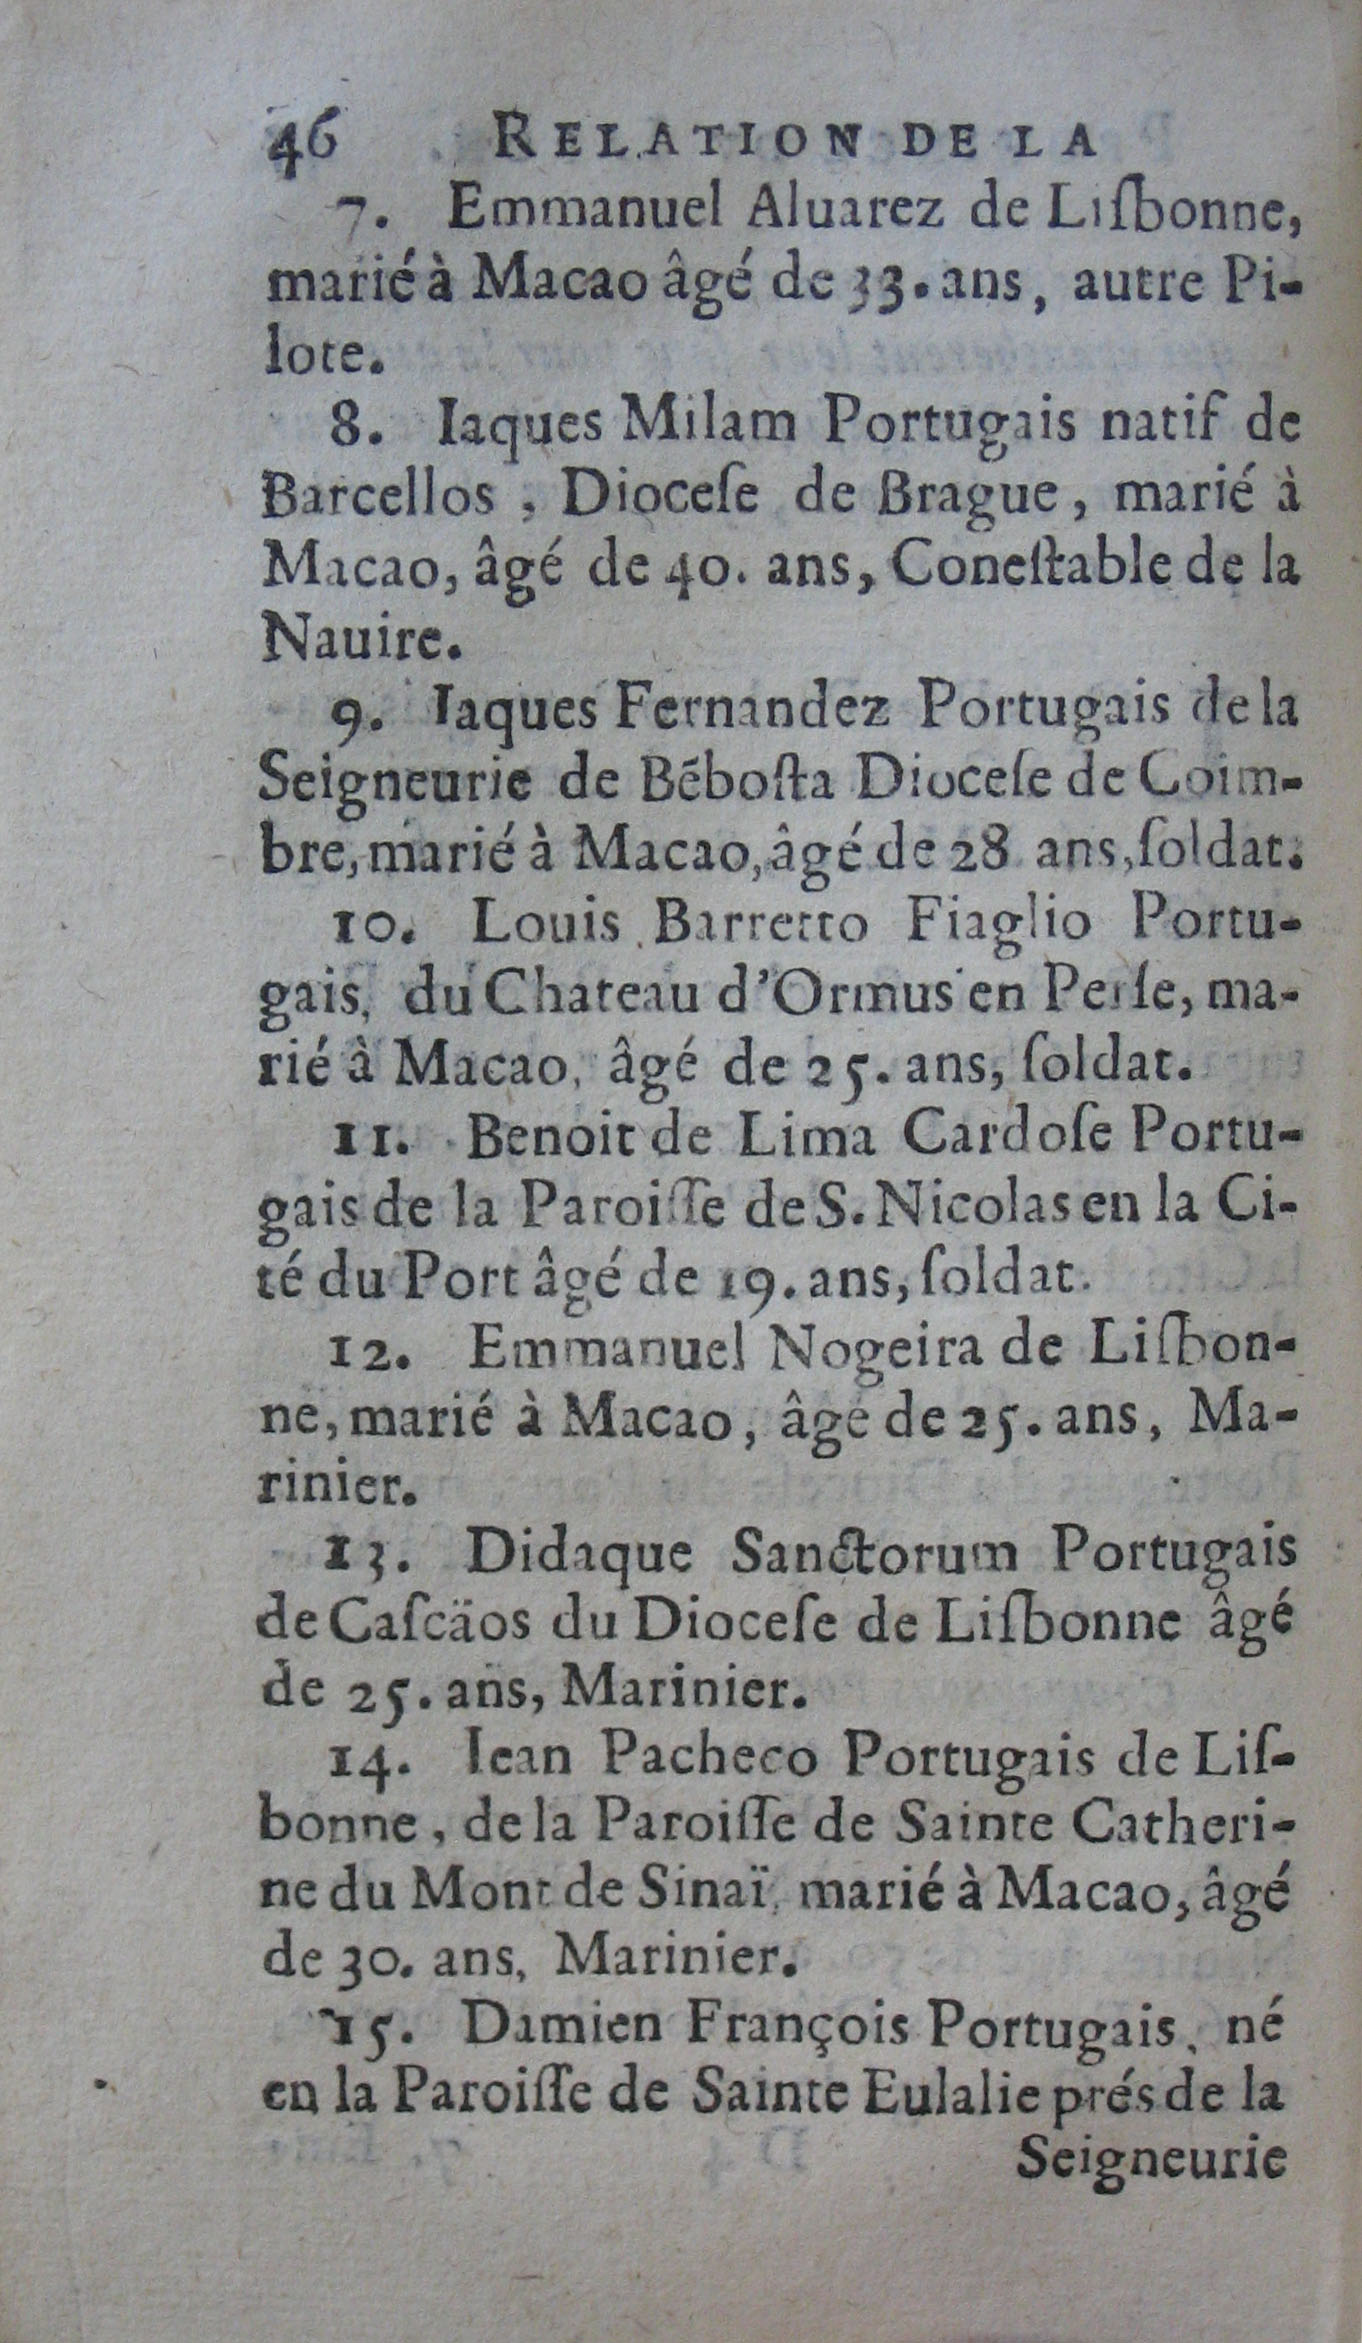 46 RELATION DE LA
7. Emmanuel Aluarez de Liſbonne,
marié à Macao âgé de 33. ans, autre Pi-
lote.
8. Iaques Milam Portugais natif de
Barcellos, Dioceſe de Brague, marié à
Macao, âgé de 40. ans, Coneſtable de la
Nauire.
9. Iaques Fernandez Portugais de la
Seigneurie de Béboſta Dioceſe de Coim-
bre, marié à Macao, âgé de 28 ans, ſoldat.
10. Louis Barretto Fiaglio Portu-
gais, du Chateau d'Ormus en Perſe, ma-
rié à Macao, âgé de 25. ans, ſoldat.
11. Benoit de Lima Cardoſe Portu-
gais de la Paroiſſe de S. Nicolas en la Ci-
té du Port âgé de 19. ans, ſoldat.
12. Emmanuel Nogeira de Liſbon-
ne, marié à Macao, âgé de 25. ans, Ma-
rinier.
13. Didaque Sanctorum Portugais
de Caſcäos du Dioceſe de Liſbonne âgé
de 25. ans, Marinier.
14. Iean Pacheco Portugais de Liſ-
bonne, de la Paroiſſe de Sainte Catheri-
ne du Mont de Sinaï, marié à Macao, âgé
de 30. ans, Marinier.
15. Damien François Portugais, né
en la Paroiſſe de Sainte Eulalie prés de la
Seigneurie